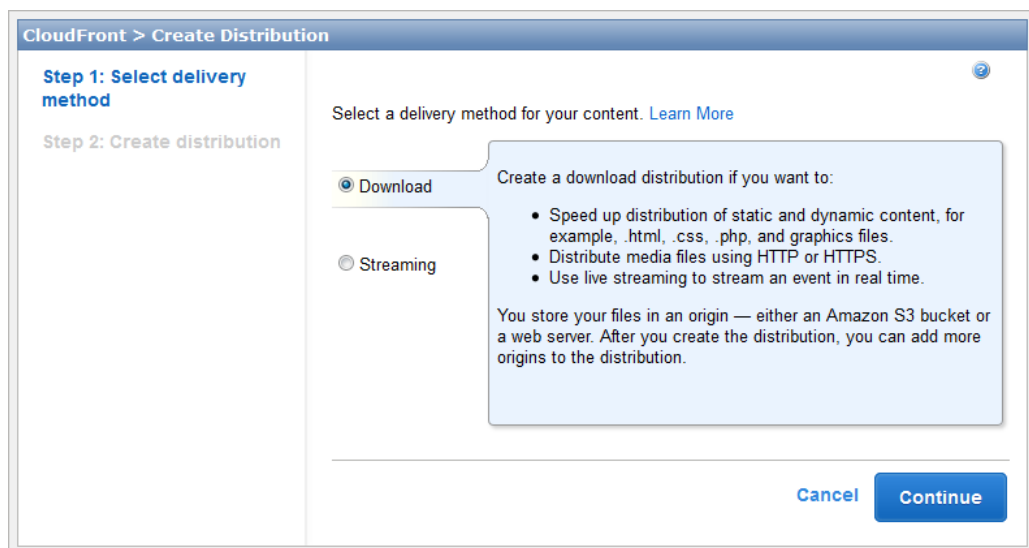 CloudFront > Create Distribution
Step 1: Select delivery
method
Step 2: Create distribution
Select a delivery method for your content. Learn More
Download
Streaming
Create a download distribution if you want to:
• Speed up distribution of static and dynamic content, for
example, .html, .css, .php, and graphics files.
• Distribute media files using HTTP or HTTPS.
• Use live streaming to stream an event in real time.
You store your files in an origin — either an Amazon S3 bucket or
a web server. After you create the distribution, you can add more
origins to the distribution.
Cancel
Continue